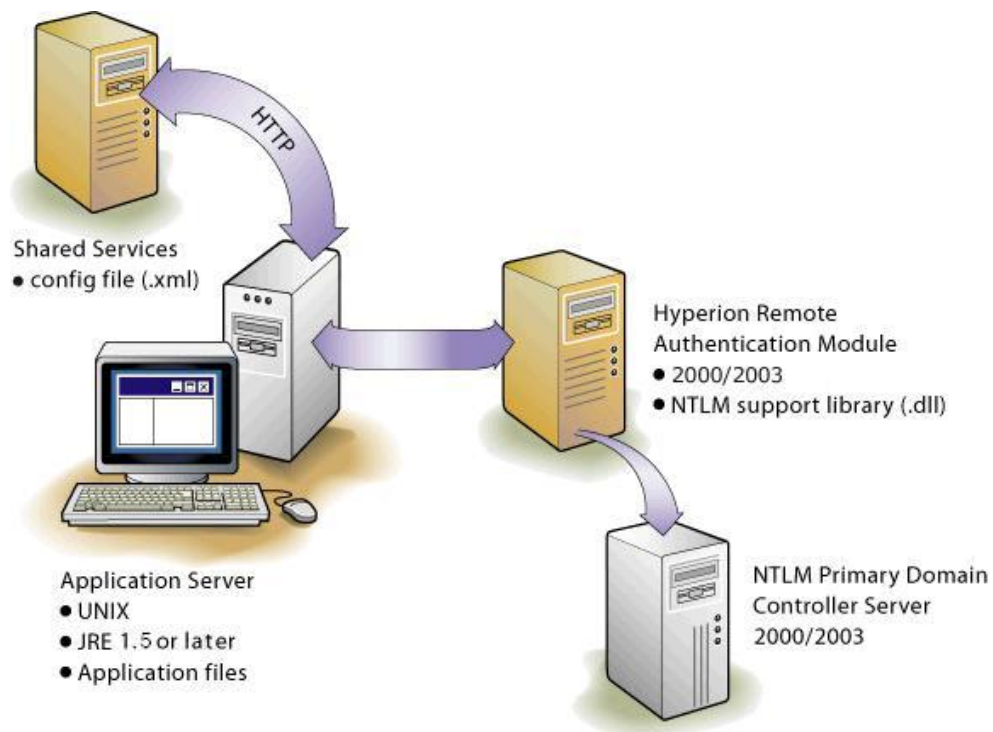 HTTP
Shared Services
● config file (.xml)
Hyperion Remote
Authentication Module
● 2000/2003
● NTLM support library (.dll)
Application Server
● UNIX
● JRE 1.5 or later
● Application files
NTLM Primary Domain
Controller Server
2000/2003